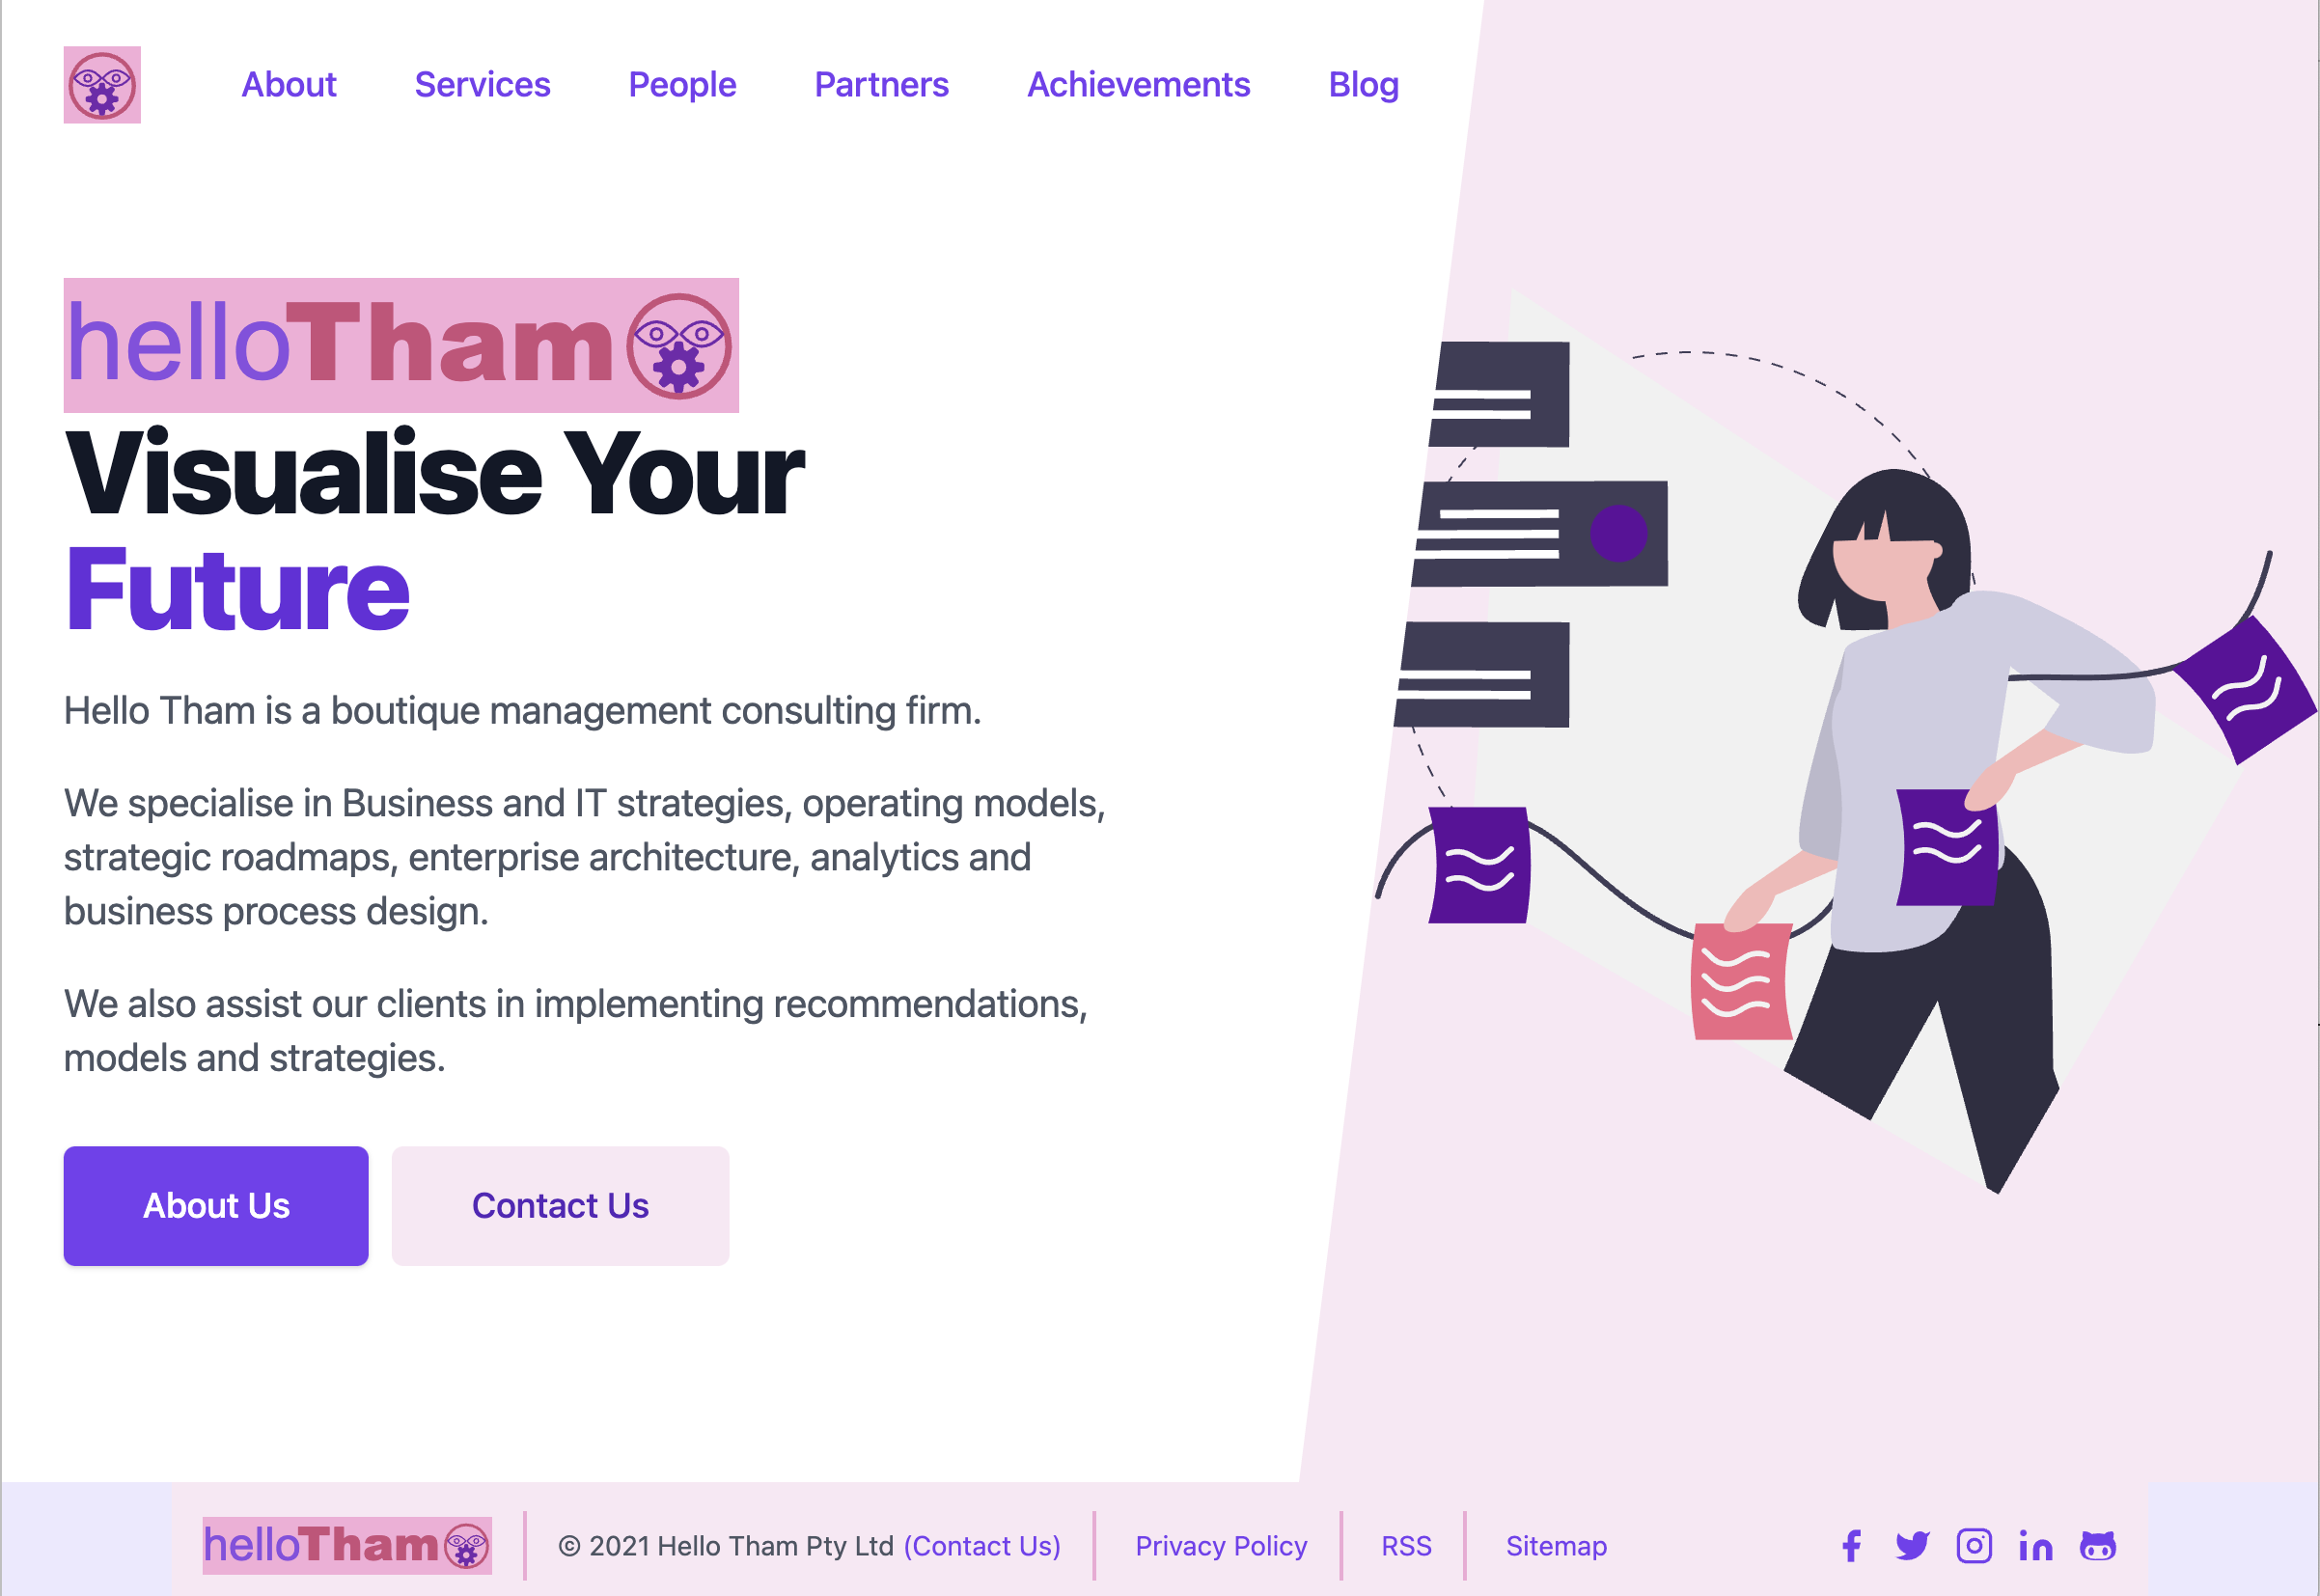 About Services People Partners Achievements Blog
helloTham
Visualise Your
Future
Hello Tham is a boutique management consulting firm.
We specialise in Business and IT strategies, operating models,
strategic roadmaps, enterprise architecture, analytics and
business process design.
We also assist our clients in implementing recommendations,
models and strategies.
About Us Contact Us
helloTham © 2021 Hello Tham Pty Ltd (Contact Us) Privacy Policy RSS Sitemap